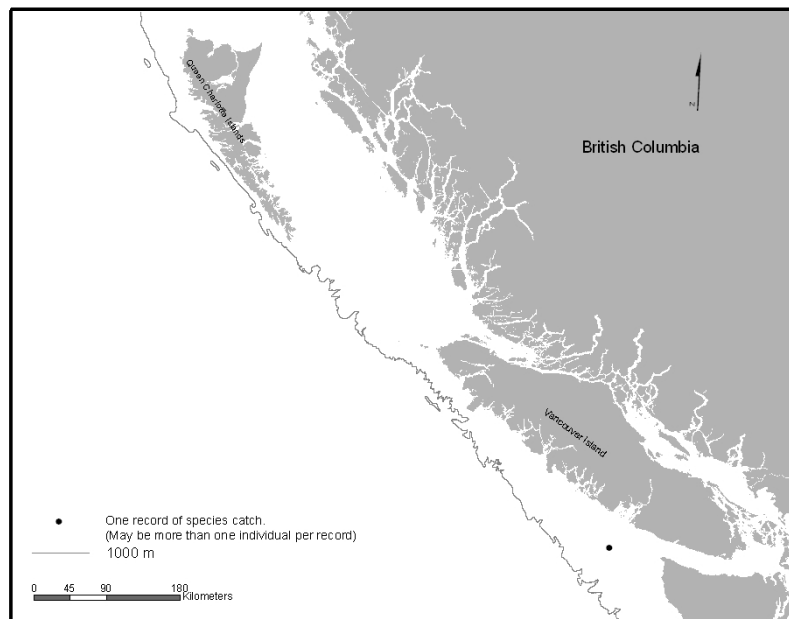 Queen Charlotte Islands
N
British Columbia
Vancouver Island
One record of species catch.
(May be more than one individual per record)
1000 m
0 45 90 180
Kilometers